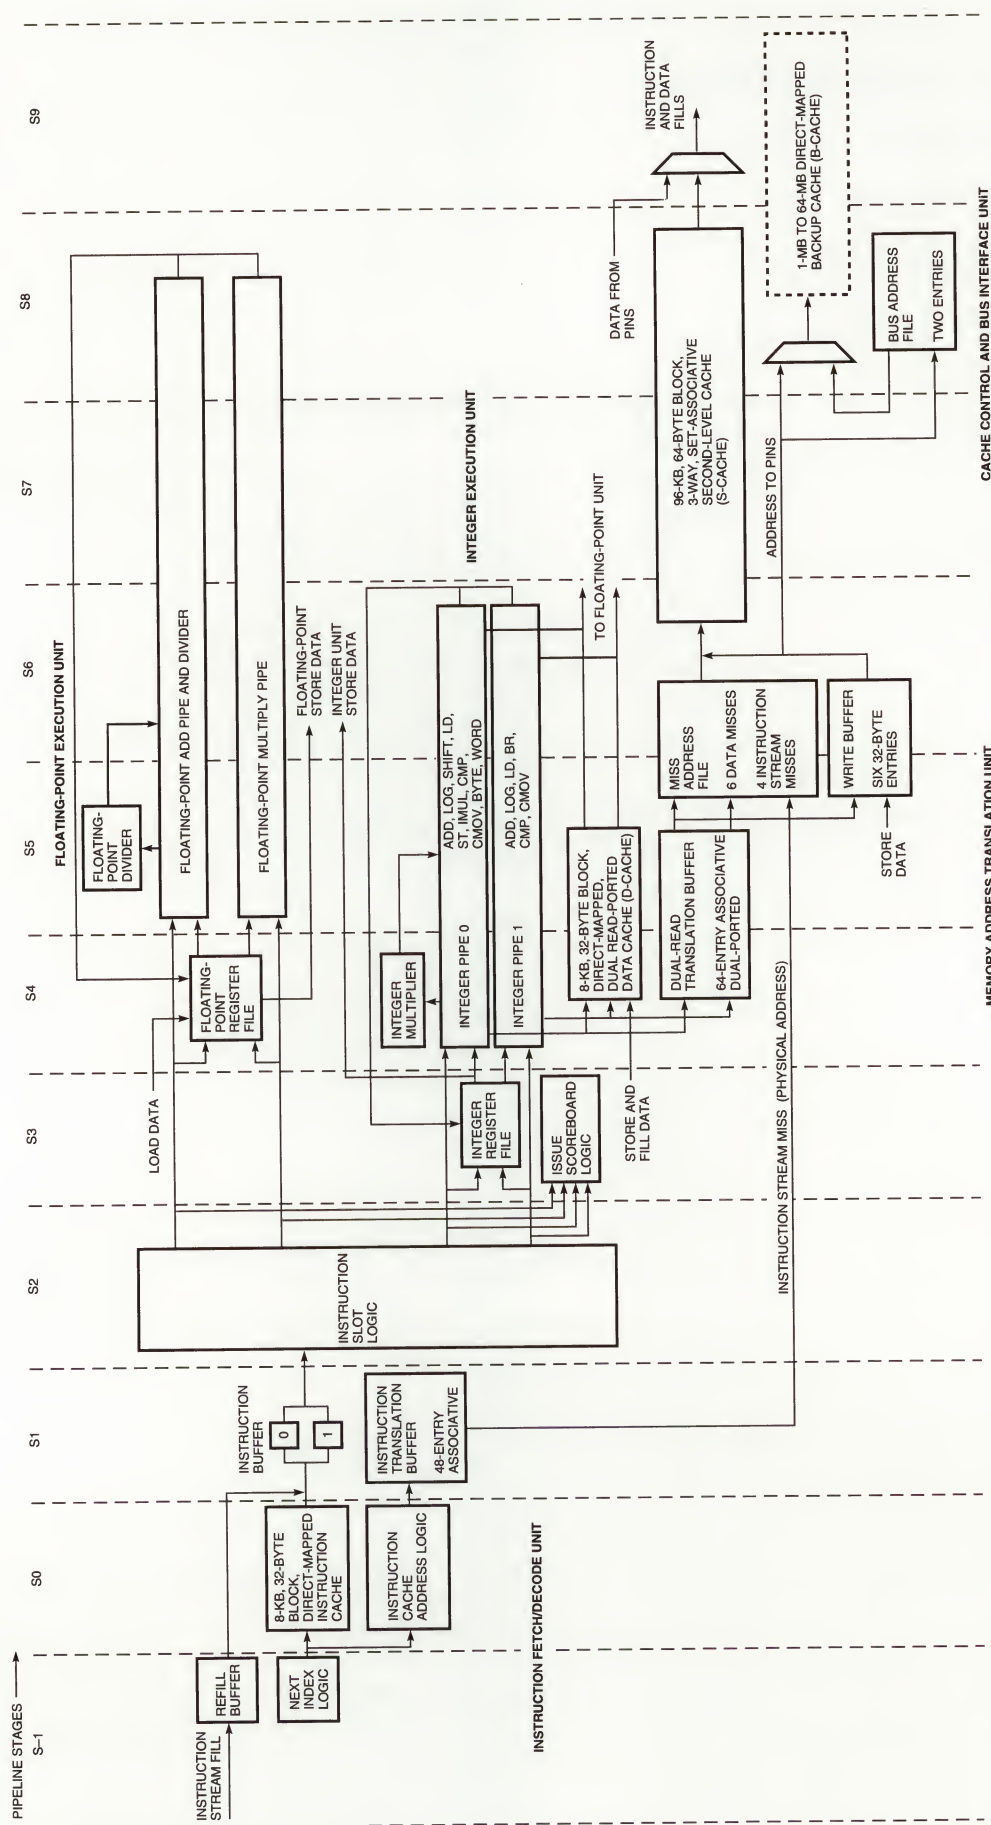 PIPELINE STAGES
S–1
S0
S1
S2
S3
S4
S5
S6
S7
S8
S9
INSTRUCTION
STREAM FILL
REFILL
BUFFER
NEXT
INDEX
LOGIC
8-KB, 32-BYTE
BLOCK,
DIRECT-MAPPED
INSTRUCTION
CACHE
INSTRUCTION
CACHE
ADDRESS LOGIC
INSTRUCTION
BUFFER
0
1
INSTRUCTION
TRANSLATION
BUFFER
48-ENTRY
ASSOCIATIVE
INSTRUCTION FETCH/DECODE UNIT
INSTRUCTION
SLOT
LOGIC
LOAD DATA
FLOATING-
POINT
REGISTER
FILE
FLOATING-POINT EXECUTION UNIT
FLOATING-
POINT
DIVIDER
FLOATING-POINT ADD PIPE AND DIVIDER
FLOATING-POINT MULTIPLY PIPE
FLOATING-POINT
STORE DATA
INTEGER UNIT
STORE DATA
INTEGER
REGISTER
FILE
ISSUE
SCOREBOARD
LOGIC
INTEGER
MULTIPLIER
INTEGER PIPE 0
ADD, LOG, SHIFT, LD,
ST, IMUL, CMP,
CMOV, BYTE, WORD
INTEGER PIPE 1
ADD, LOG, LD, BR,
CMP, CMOV
INTEGER EXECUTION UNIT
STORE AND
FILL DATA
8-KB, 32-BYTE BLOCK,
DIRECT-MAPPED,
DUAL READ-PORTED
DATA CACHE (D-CACHE)
TO FLOATING-POINT UNIT
DUAL-READ
TRANSLATION BUFFER
64-ENTRY ASSOCIATIVE
DUAL-PORTED
INSTRUCTION STREAM MISS (PHYSICAL ADDRESS)
MISS
ADDRESS
FILE
6 DATA MISSES
4 INSTRUCTION
STREAM
MISSES
WRITE BUFFER
SIX 32-BYTE
ENTRIES
STORE
DATA
MEMORY ADDRESS TRANSLATION UNIT
96-KB, 64-BYTE BLOCK,
3-WAY, SET-ASSOCIATIVE
SECOND-LEVEL CACHE
(S-CACHE)
DATA FROM
PINS
INSTRUCTION
AND DATA
FILLS
ADDRESS TO PINS
1-MB TO 64-MB DIRECT-MAPPED
BACKUP CACHE (B-CACHE)
BUS ADDRESS
FILE
TWO ENTRIES
CACHE CONTROL AND BUS INTERFACE UNIT